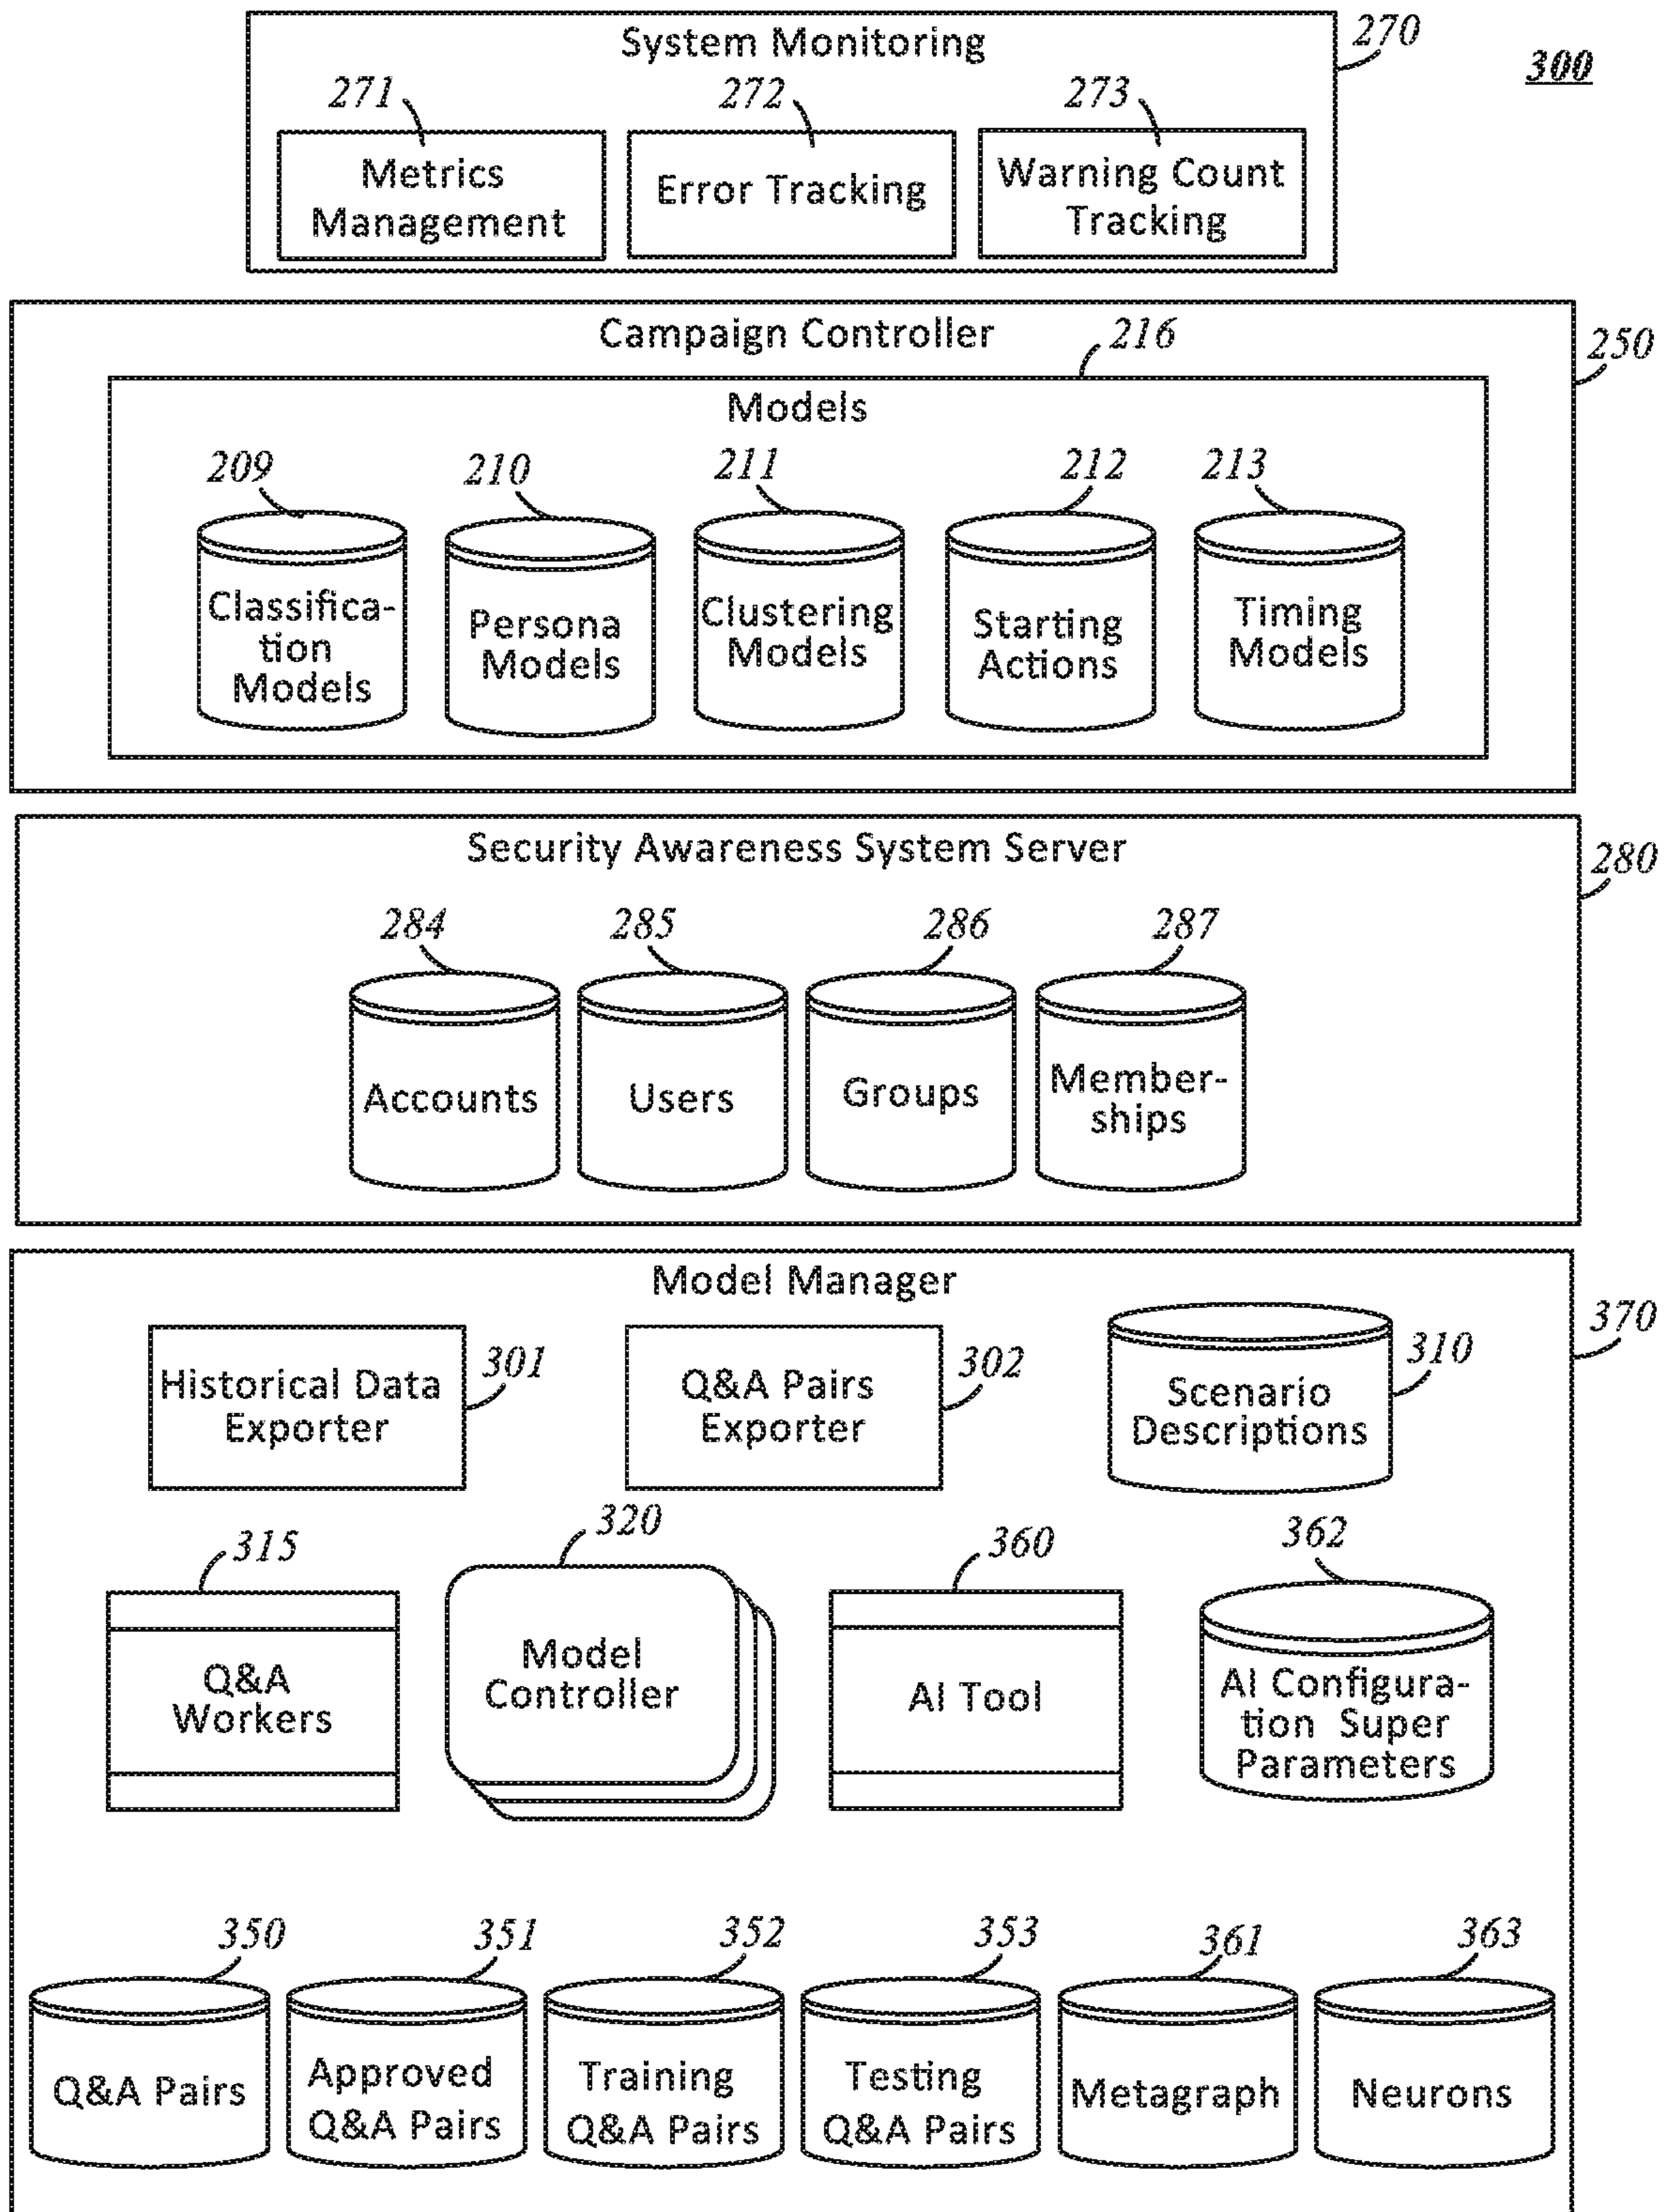 System Monitoring
270
300
271
272
273
Metrics
Management
Error Tracking
Warning Count
Tracking
Campaign Controller
216
250
Models
209
210
211
212
213
Classifica-
tion
Models
Persona
Models
Clustering
Models
Starting
Actions
Timing
Models
Security Awareness System Server
280
284
285
286
287
Accounts
Users
Groups
Member-
ships
Model Manager
370
Historical Data
Exporter
301
Q&A Pairs
Exporter
302
Scenario
Descriptions
310
315
320
360
362
Q&A
Workers
Model
Controller
AI Tool
AI Configura-
tion Super
Parameters
350
351
352
353
361
363
Q&A Pairs
Approved
Q&A Pairs
Training
Q&A Pairs
Testing
Q&A Pairs
Metagraph
Neurons